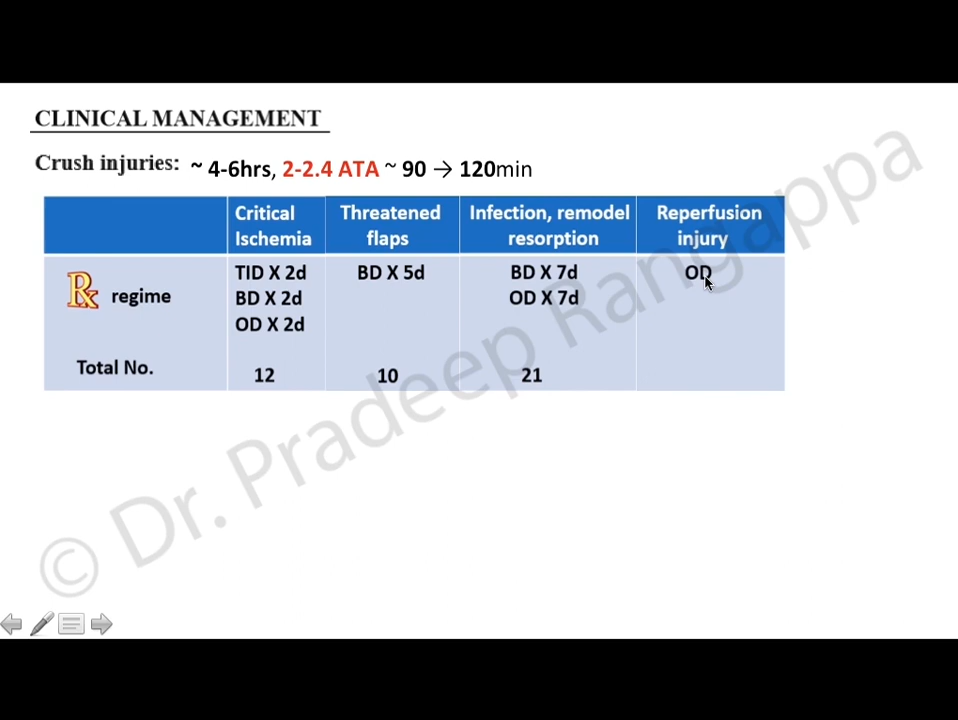 CLINICAL MANAGEMENT
Crush injuries: ~ 4-6hrs, 2-2.4 ATA ~ 90 → 120min
Critical Ischemia
Threatened flaps
Infection, remodel resorption
Reperfusion injury
Rx regime
TID X 2d
BD X 2d
OD X 2d
BD X 5d
BD X 7d
OD X 7d
OD
Total No.
12
10
21
© Dr. Pradeep Rangappa